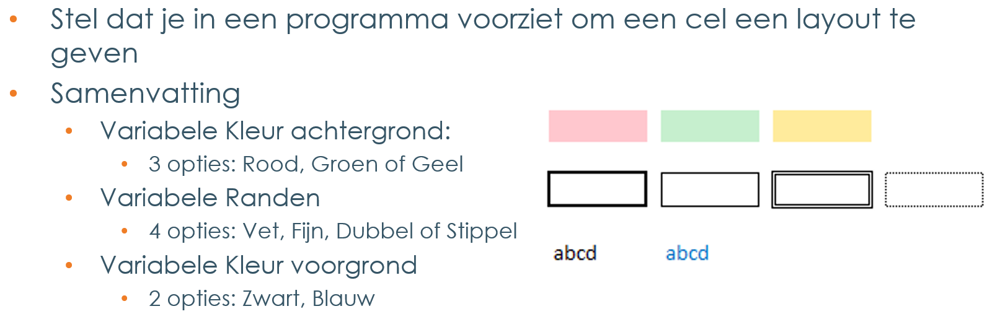 Stel dat je in een programma voorziet om een cel een layout te
geven
Samenvatting
Variabele Kleur achtergrond:
3 opties: Rood, Groen of Geel
Variabele Randen
4 opties: Vet, Fijn, Dubbel of Stippel
Variabele Kleur voorgrond
2 opties: Zwart, Blauw
abcd abcd